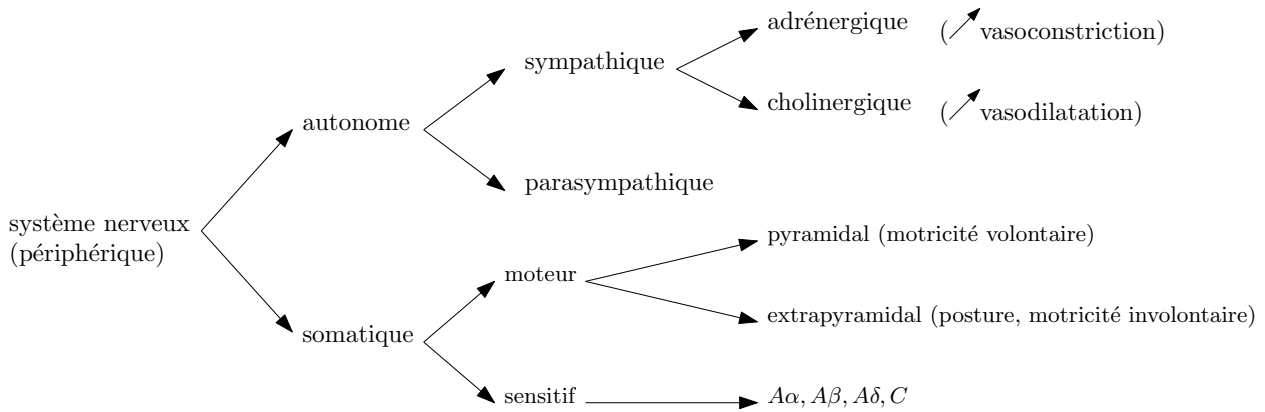 adrénergique (↗vasoconstriction)
sympathique
cholinergique (↗vasodilatation)
autonome
parasympathique
système nerveux
(périphérique)
pyramidal (motricité volontaire)
moteur
extrapyramidal (posture, motricité involontaire)
somatique
sensitif
Aα, Aβ, Aδ, C